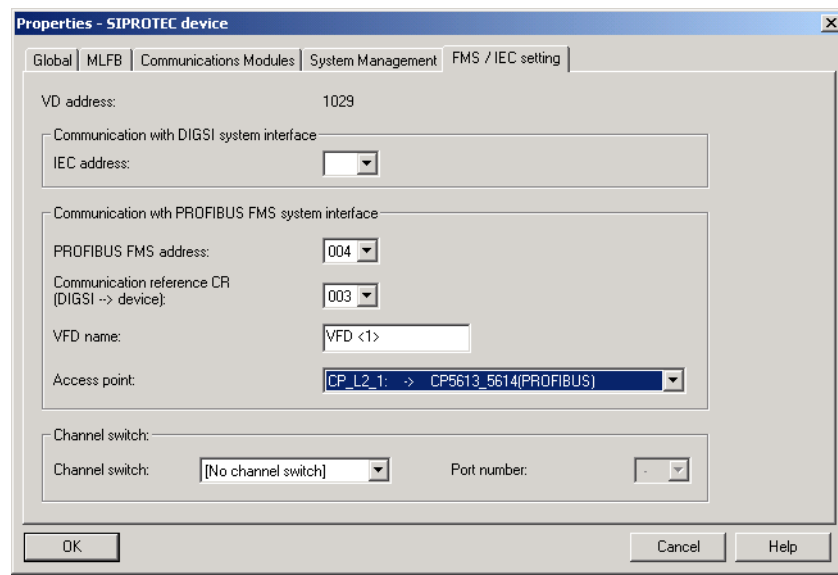 Properties - SIPROTEC device
Global MLFB Communications Modules System Management FMS / IEC setting
VD address: 1029
Communication with DIGSI system interface
IEC address:
Communication wth PROFIBUS FMS system interface
PROFIBUS FMS address: 004
Communication reference CR
(DIGSI --> device): 003
VFD name: VFD <1>
Access point: CP_L2_1: -> CP5613_5614(PROFIBUS)
Channel switch:
Channel switch: [No channel switch] Port number: -
OK Cancel Help